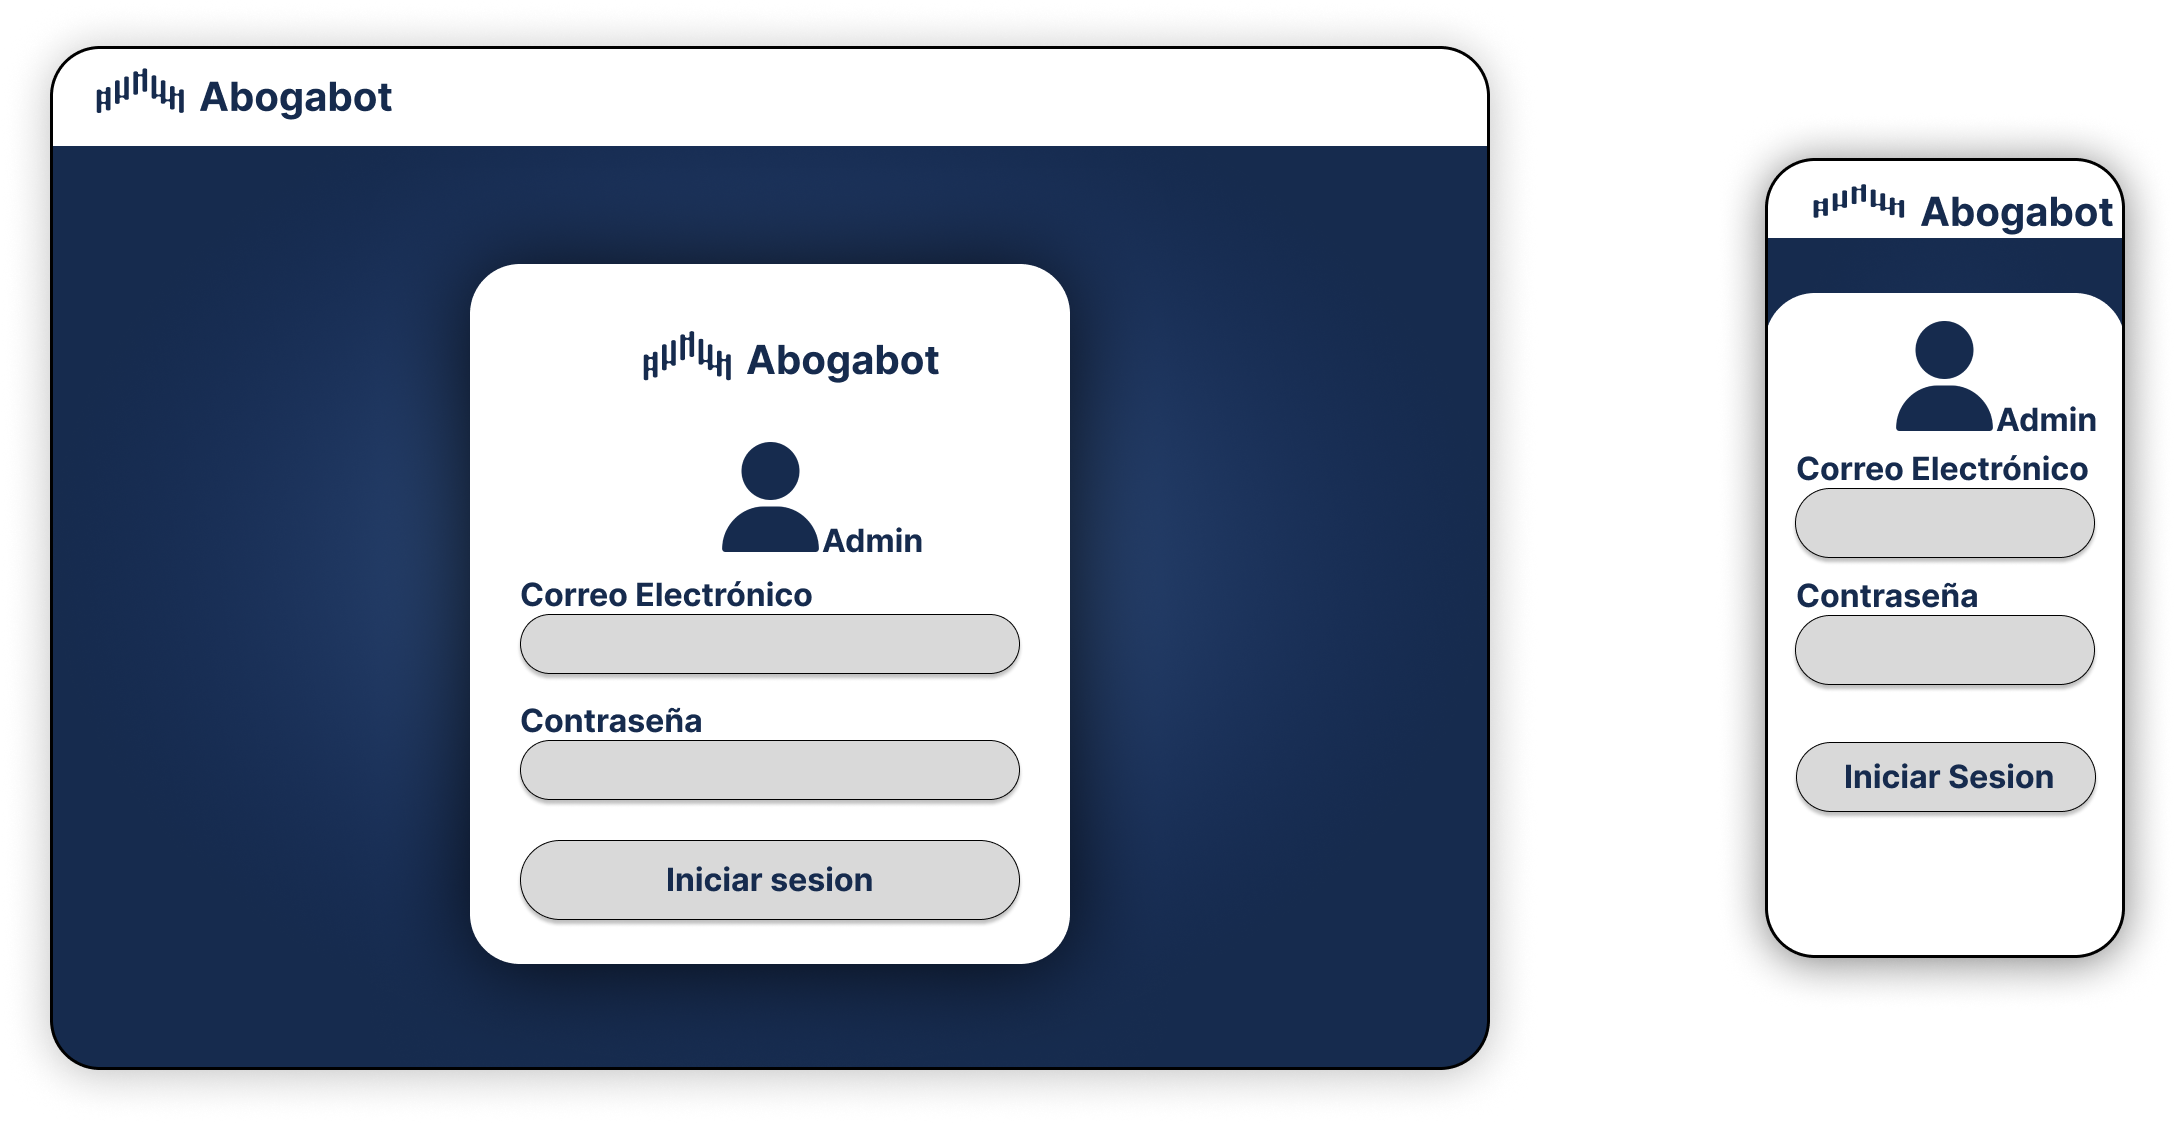 Abogabot
Abogabot
Admin
Correo Electrónico
Contraseña
Iniciar sesion
Abogabot
Admin
Correo Electrónico
Contraseña
Iniciar Sesion